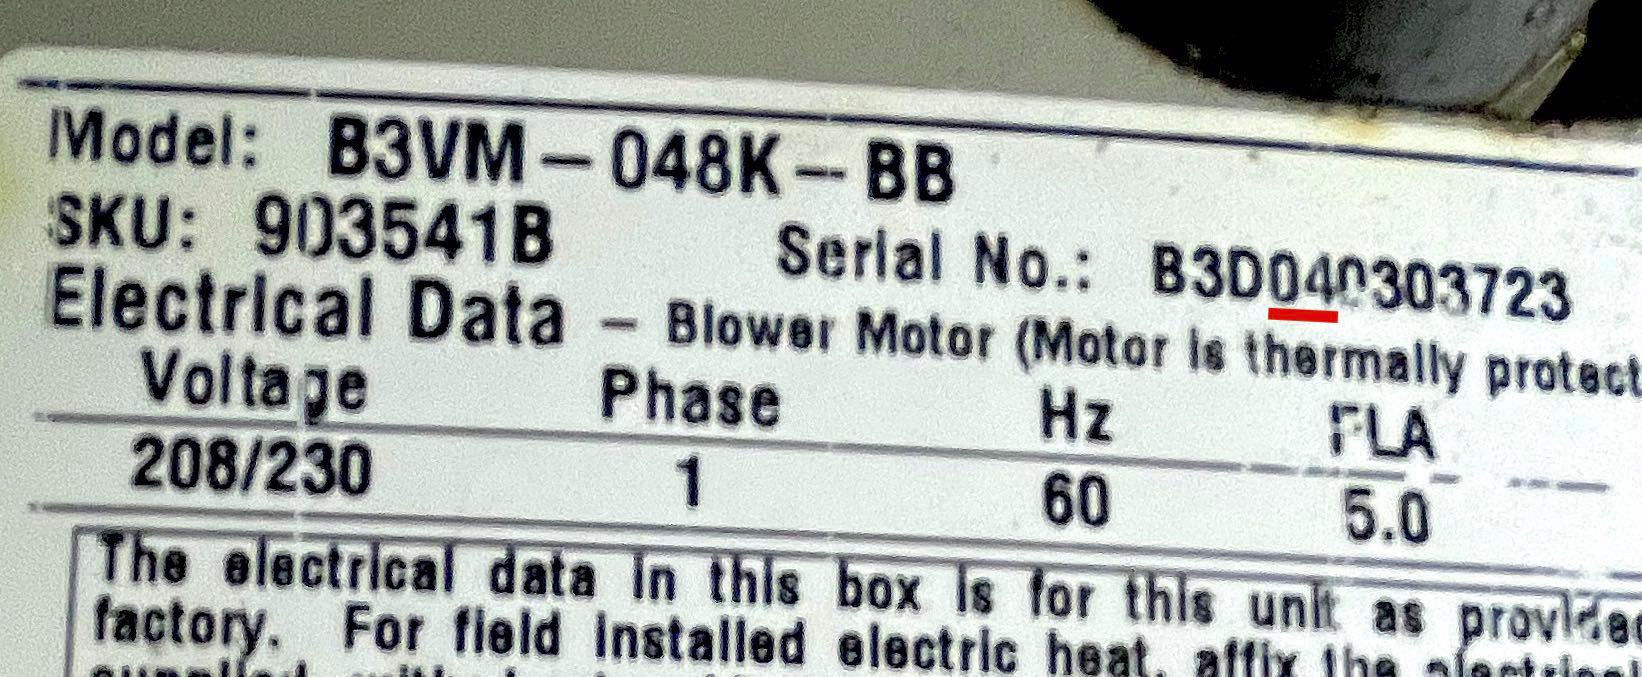 Model: B3VM-048K-BB
SKU: 903541B Serial No.: B3D040303723
Electrical Data - Blower Motor (Motor is thermally protect
Voltage Phase Hz FLA
208/230 1 60 5.0
The electrical data in this box is for this unit as provided
factory. For field installed electric heat, affix the electrical